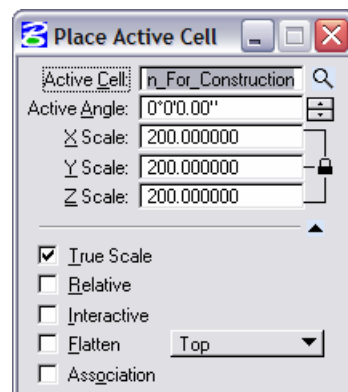 Place Active Cell
Active Cell: n_For_Construction
Active Angle: 0°0'0.00"
X Scale: 200.000000
Y Scale: 200.000000
Z Scale: 200.000000
True Scale
Relative
Interactive
Flatten Top
Association